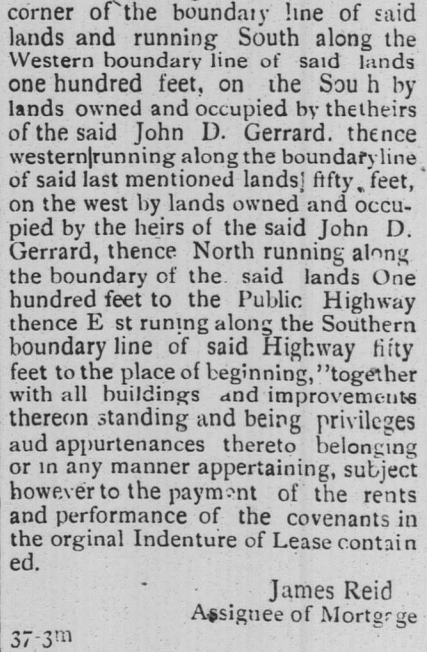 corner of the boundary line of said
lands and running South along the
Western boundary line of said lands
one hundred feet, on the Sou h by
lands owned and occupied by thetheirs
of the said John D. Gerrard. thence
western running along the boundary line
of said last mentioned lands; fifty, feet,
on the west by lands owned and occu-
pied by the heirs of the said John D.
Gerrard, thence North running along
the boundary of the. said lands One
hundred feet to the Public Highway
thence E st runing along the Southern
boundary line of said Highway fifty
feet to the place of beginning, "together
with all buildings and improvements
thereon standing and being privileges
aud appurtenances thereto belonging
or in any manner appertaining, subject
however to the payment of the rents
and performance of the covenants in
the orginal Indenture of Lease contain
ed.
James Reid
Assignee of Mortgage
37-3m